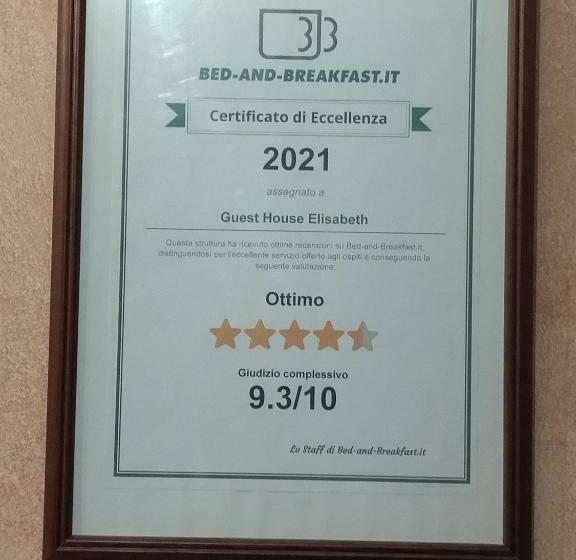 BED-AND-BREAKFAST.IT
Certificato di Eccellenza
2021
assegnato a
Guest House Elisabeth
Questa struttura ha ricevuto ottime recensioni su Bed-and-Breakfast.it,
distinguendosi per l'eccellente servizio offerto agli ospiti e conseguendo la
seguente valutazione:
Ottimo
Giudizio complessivo
9.3/10
Lo Staff di Bed-and-Breakfast.it